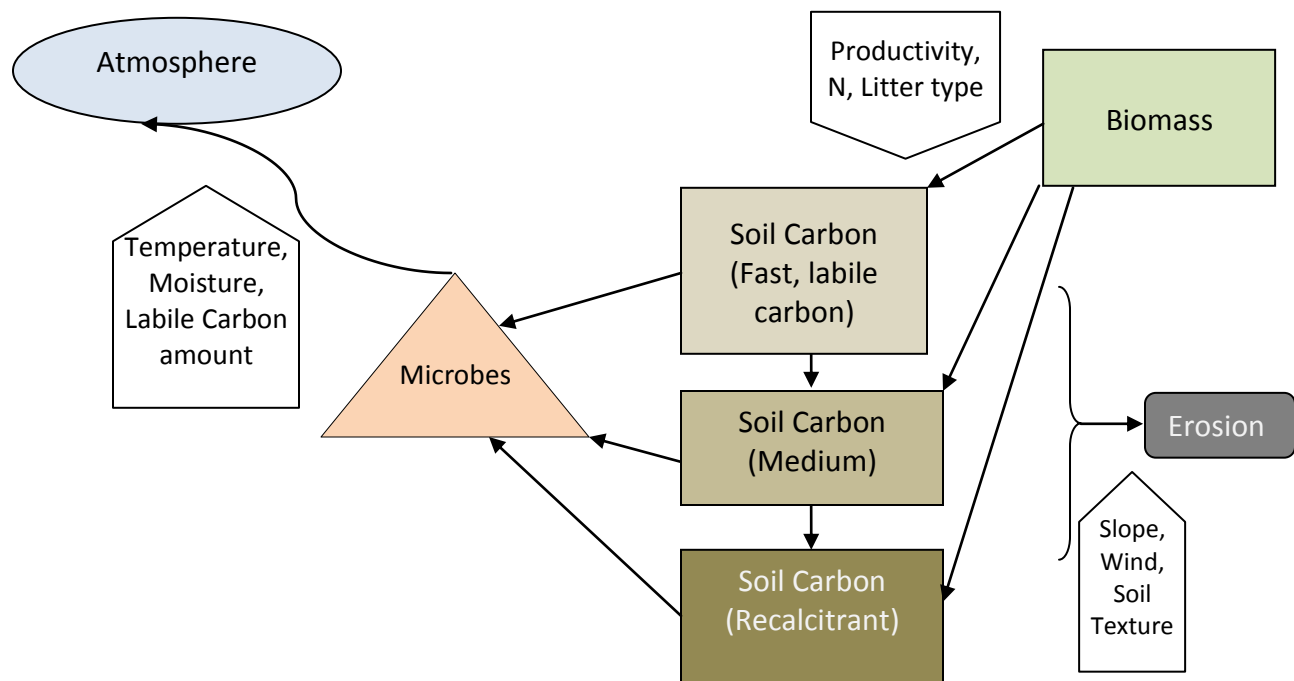 Atmosphere
Productivity,
N, Litter type
Biomass
Temperature,
Moisture,
Labile Carbon
amount
Soil Carbon
(Fast, labile
carbon)
Microbes
Soil Carbon
(Medium)
Erosion
Soil Carbon
(Recalcitrant)
Slope,
Wind,
Soil
Texture